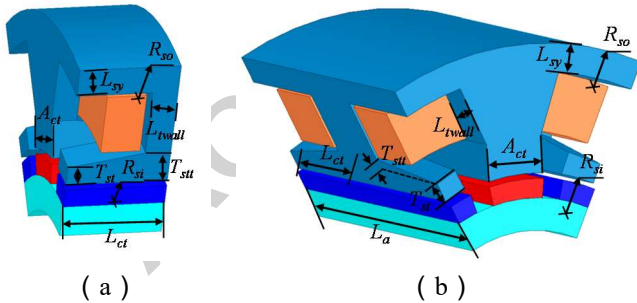 R_so
L_sy
A_ct
L_twall
T_st
R_si
T_stt
L_ct
(a)
R_so
L_sy
L_twall
T_stt
A_ct
L_ct
R_si
T_st
L_a
(b)